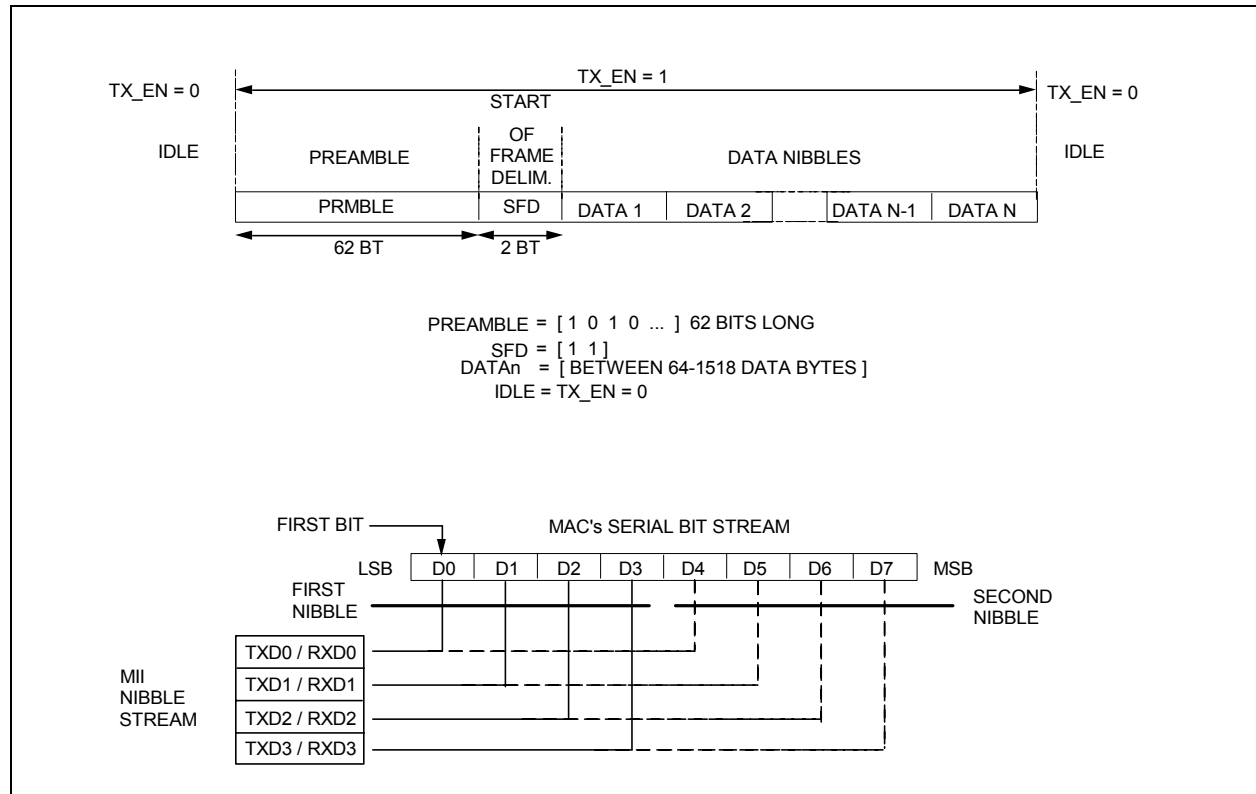 TX_EN = 0
TX_EN = 1
TX_EN = 0
IDLE
PREAMBLE
START
OF
FRAME
DELIM.
DATA NIBBLES
IDLE
PRMBLE SFD DATA 1 DATA 2 DATA N-1 DATA N
62 BT 2 BT
PREAMBLE = [ 1 0 1 0 ... ] 62 BITS LONG
SFD = [ 1 1 ]
DATAn = [ BETWEEN 64-1518 DATA BYTES ]
IDLE = TX_EN = 0
FIRST BIT
MAC's SERIAL BIT STREAM
LSB D0 D1 D2 D3 D4 D5 D6 D7 MSB
FIRST
NIBBLE
SECOND
NIBBLE
MII
NIBBLE
STREAM
TXD0 / RXD0
TXD1 / RXD1
TXD2 / RXD2
TXD3 / RXD3